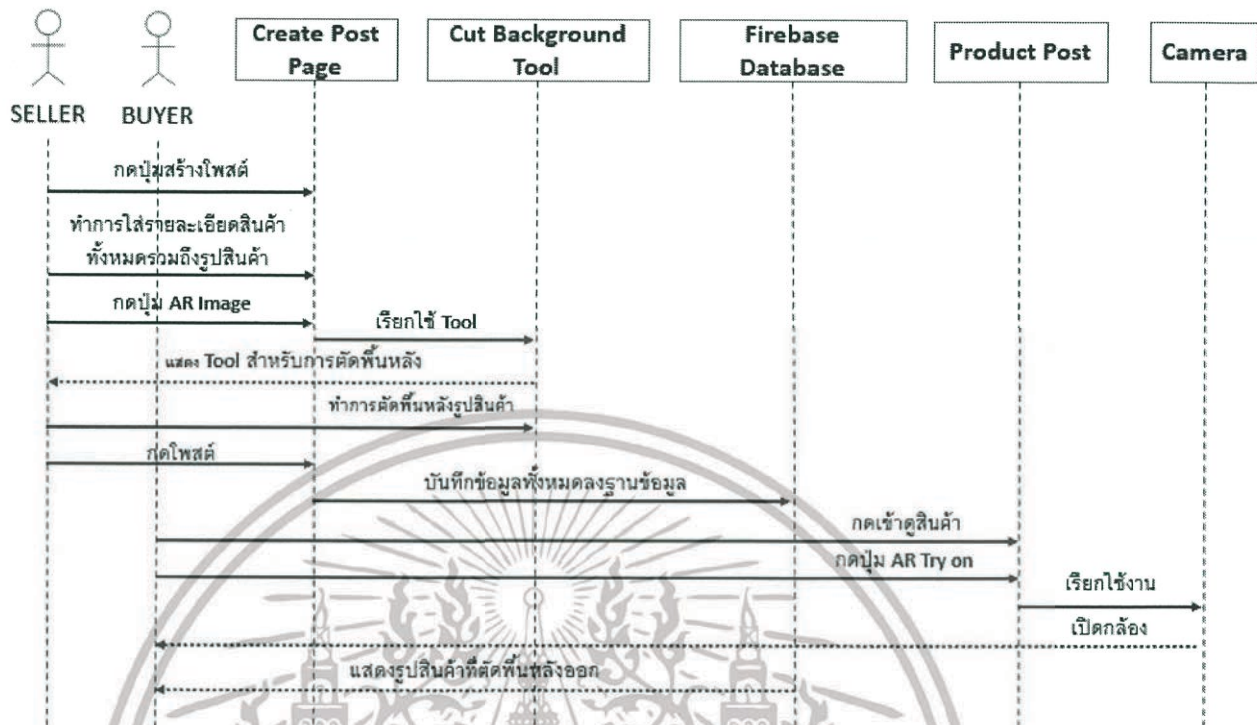 Create Post
Page
Cut Background
Tool
Firebase
Database
Product Post
Camera
SELLER
BUYER
กดปุ่มสร้างโพสต์
ทำการใส่รายละเอียดสินค้า
ทั้งหมดรวมถึงรูปสินค้า
กดปุ่ม AR Image
เรียกใช้ Tool
แสดง Tool สำหรับการตัดพื้นหลัง
ทำการตัดพื้นหลังรูปสินค้า
กดโพสต์
บันทึกข้อมูลทั้งหมดลงฐานข้อมูล
กดเข้าดูสินค้า
กดปุ่ม AR Try on
เรียกใช้งาน
เปิดกล้อง
แสดงรูปสินค้าที่ตัดพื้นหลังออก